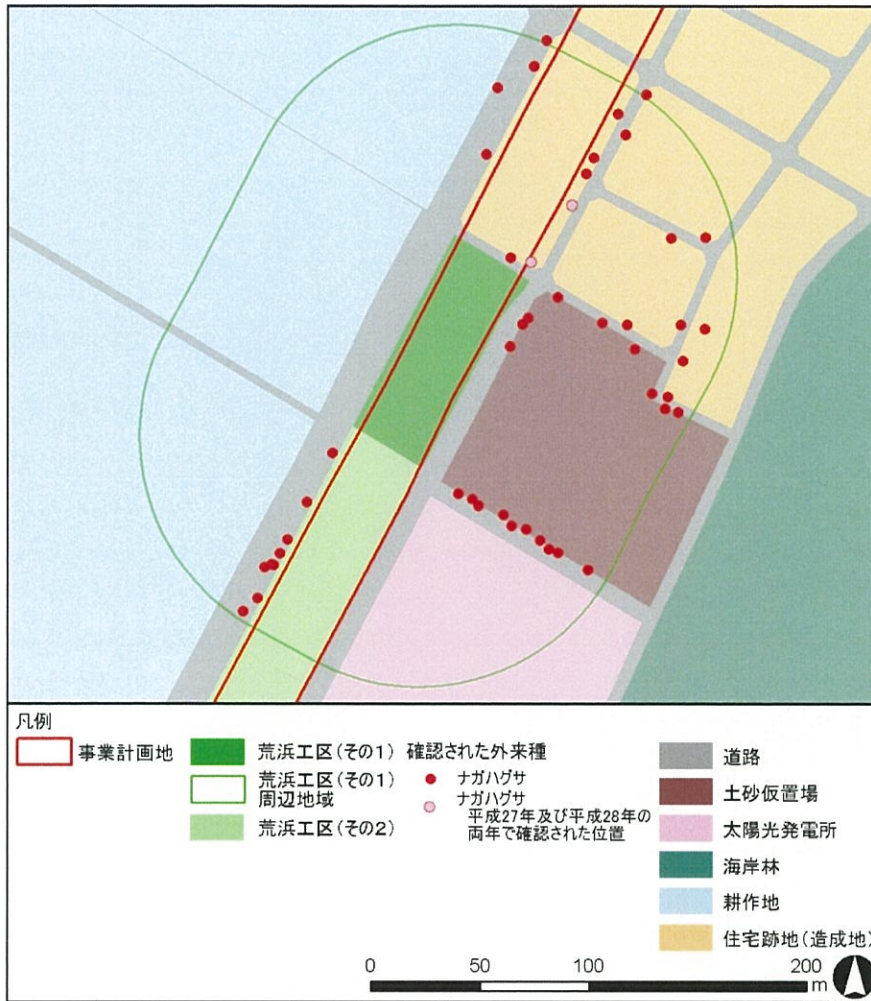 凡例
事業計画地
荒浜工区(その1)
荒浜工区(その1)
周辺地域
荒浜工区(その2)
確認された外来種
ナガハグサ
ナガハグサ
平成27年及び平成28年の
両年で確認された位置
道路
土砂仮置場
太陽光発電所
海岸林
耕作地
住宅跡地(造成地)
0 50 100 200
m